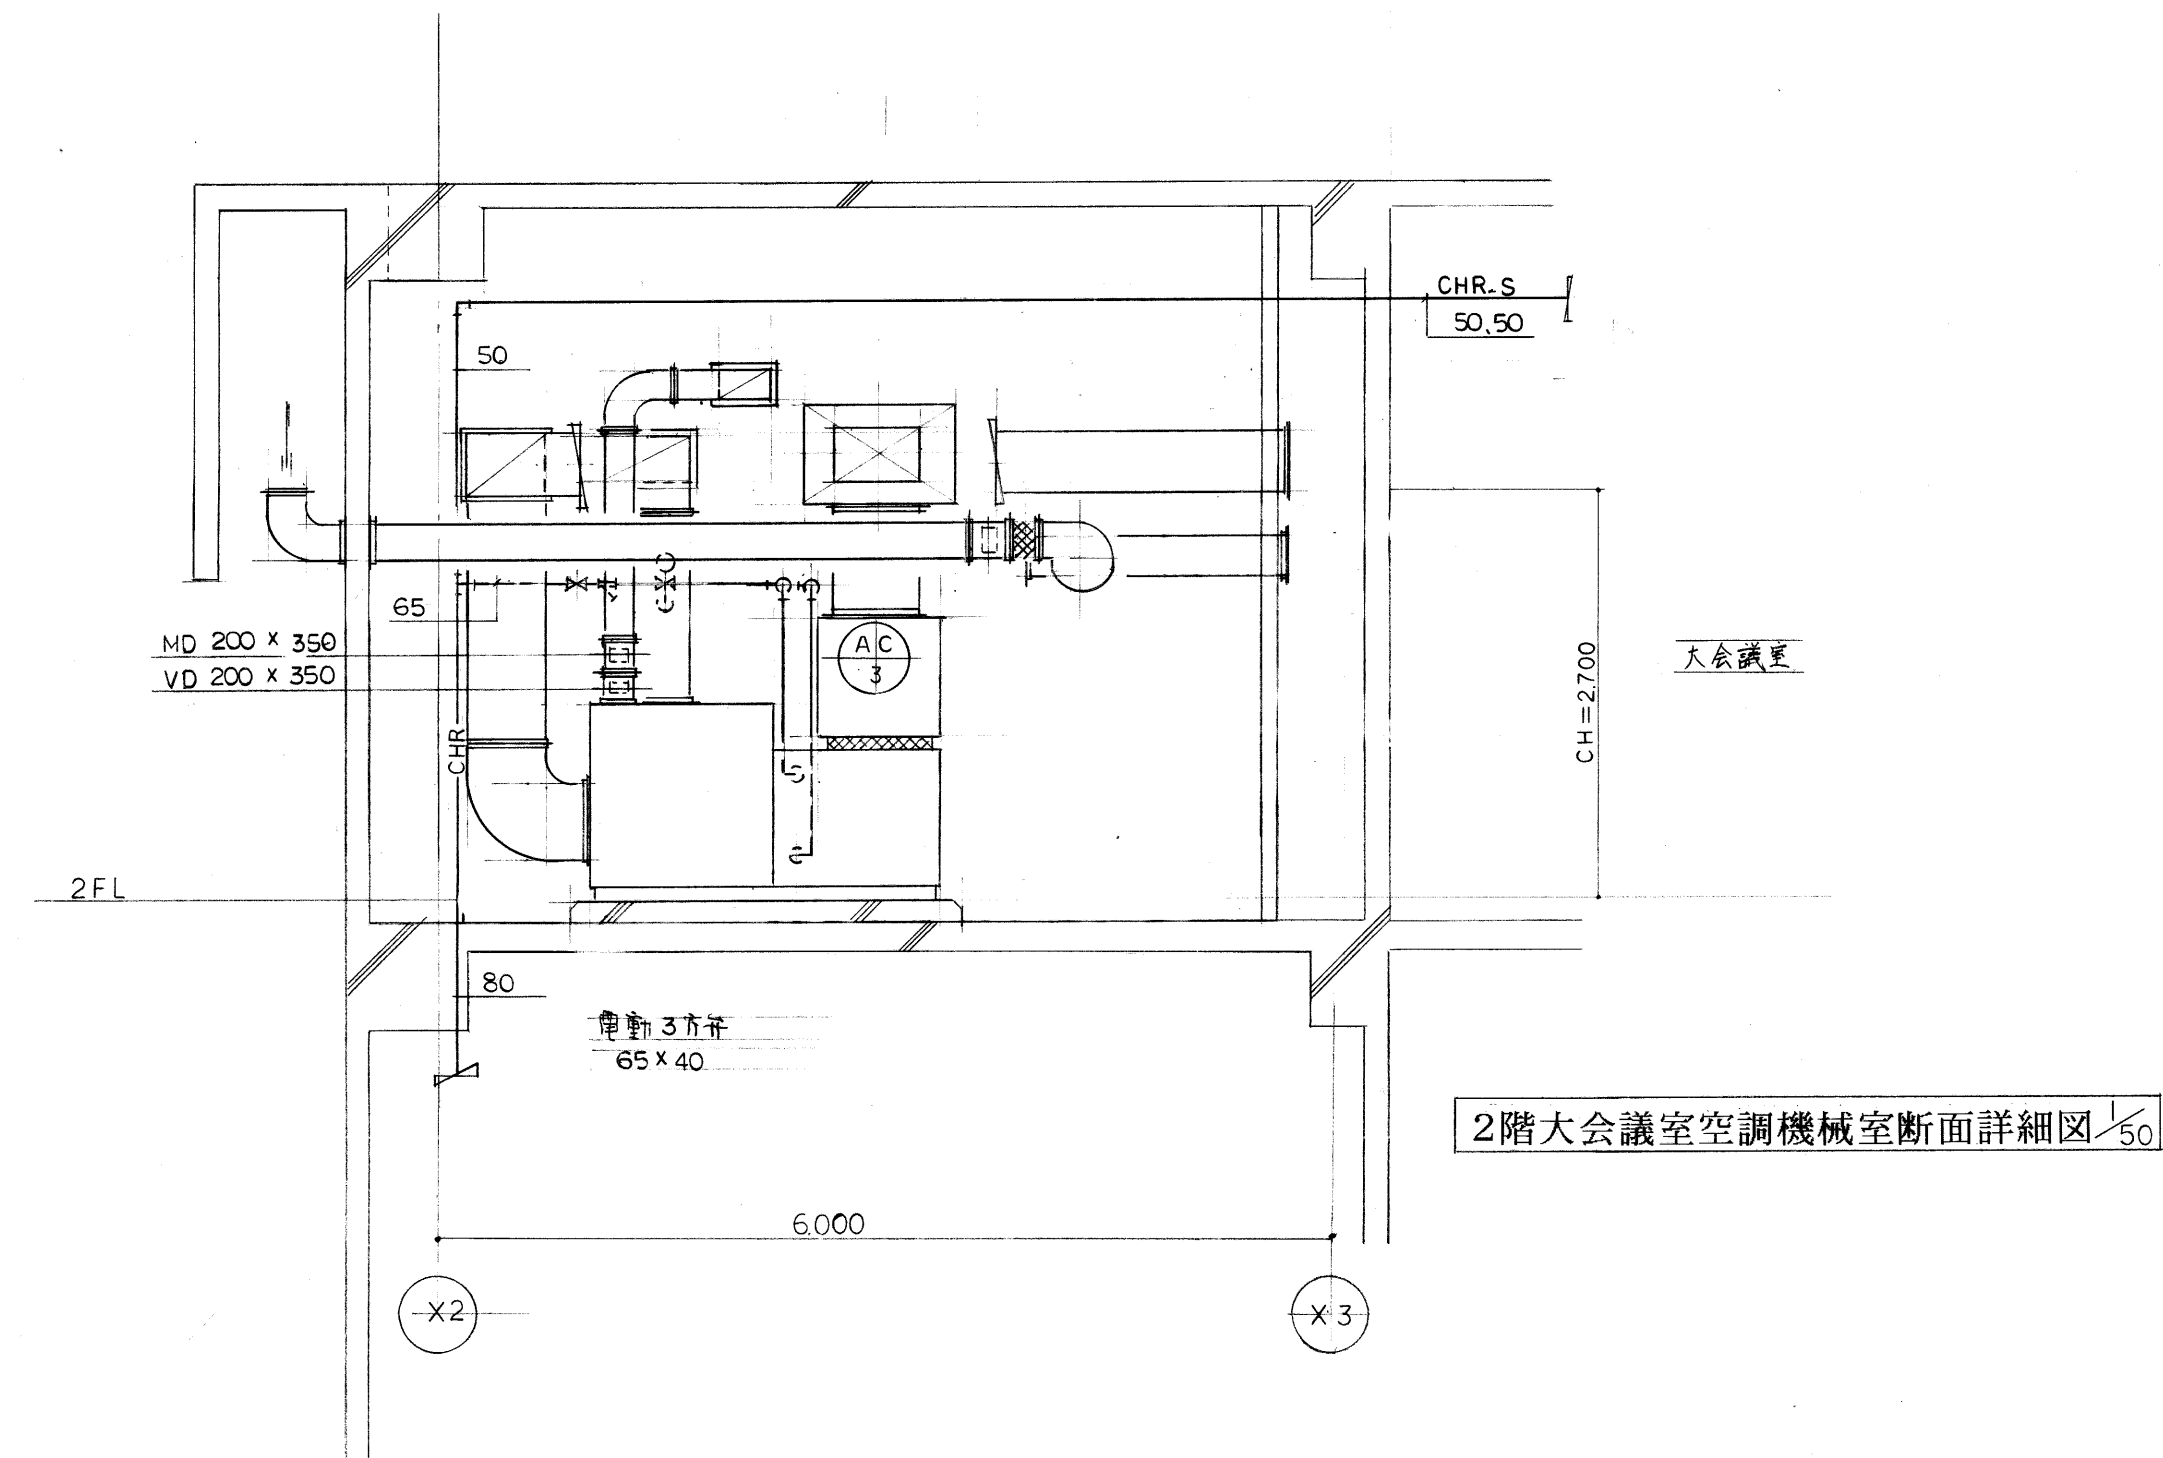 CHR-S
50.50
50
65
MD 200 × 350
VD 200 × 350
AC
3
大会議室
CH=2.700
CHR
2FL
80
電動3方弁
65×40
2階大会議室空調機械室断面詳細図 1/50
6.000
X2
X3